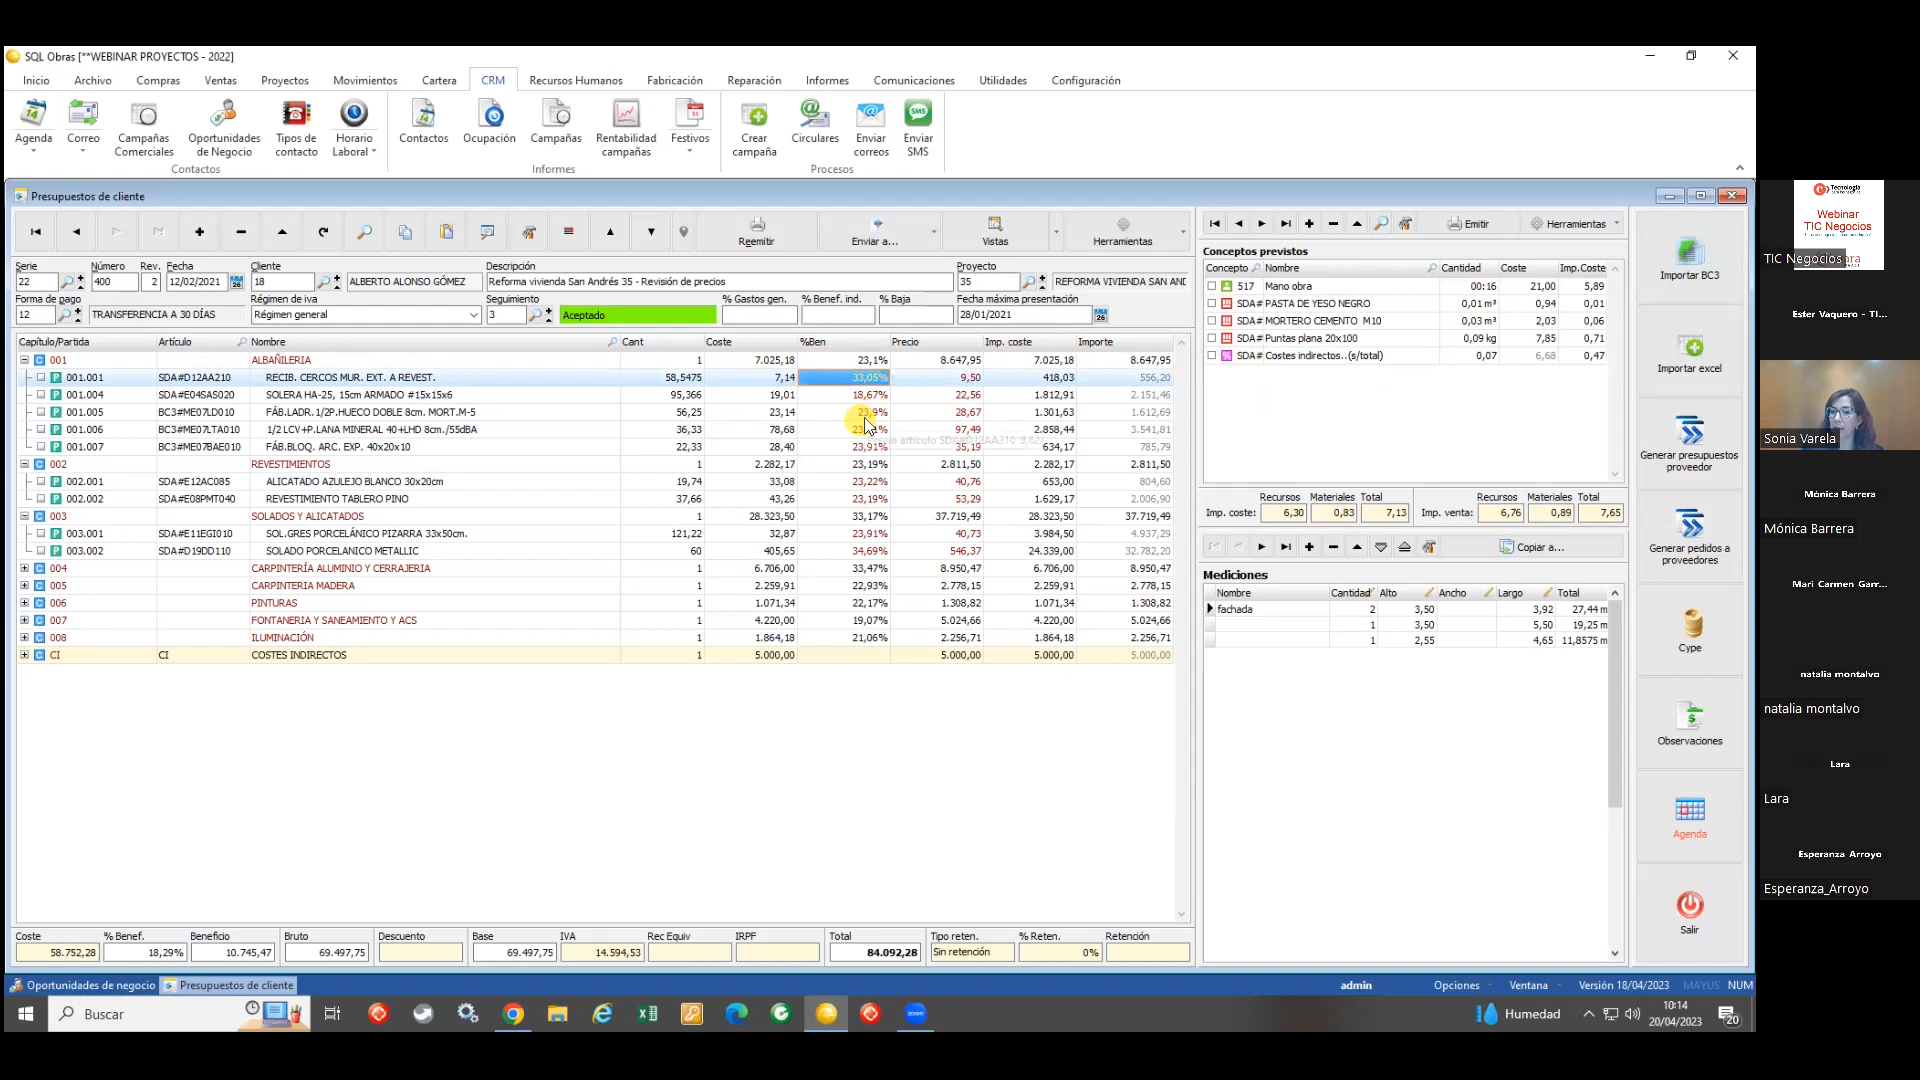 SQL Obras [**WEBINAR PROYECTOS - 2022]
Inicio Archivo Compras Ventas Proyectos Movimientos Cartera CRM Recursos Humanos Fabricación Reparación Informes Comunicaciones Utilidades Configuración
Agenda Correo Campañas Comerciales Oportunidades de Negocio Tipos de contacto Horario Laboral Contactos Ocupación Campañas Rentabilidad campañas Festivos Crear campaña Circulares Enviar correos Enviar SMS
Contactos Informes Procesos
Presupuestos de cliente
Reemitir Enviar a... Vistas Herramientas
Serie Número Rev. Fecha Cliente Descripción Proyecto
22 400 2 12/02/2021 18 ALBERTO ALONSO GÓMEZ Reforma vivienda San Andrés 35 - Revisión de precios 35 REFORMA VIVIENDA SAN AND
Forma de pago Régimen de iva Seguimiento % Gastos gen. % Benef. ind. % Baja Fecha máxima presentación
12 TRANSFERENCIA A 30 DÍAS Régimen general 3 Aceptado 28/01/2021
Capítulo/Partida Artículo Nombre Cant Coste %Ben Precio Imp. coste Importe
C 001 ALBAÑILERIA 1 7.025,18 23,1% 8.647,95 7.025,18 8.647,95
P 001.001 SDA#D12AA210 RECIB. CERCOS MUR. EXT. A REVEST. 58,5475 7,14 33,05% 9,50 418,03 556,20
P 001.004 SDA#E04SAS020 SOLERA HA-25, 15cm ARMADO #15x15x6 95,366 19,01 18,67% 22,56 1.812,91 2.151,46
P 001.005 BC3#ME07LD010 FÁB.LADR.1/2P.HUECO DOBLE 8cm. MORT.M-5 56,25 23,14 23,9% 28,67 1.301,63 1.612,69
P 001.006 BC3#ME07LTA010 1/2 LCV+P.LANA MINERAL 40+LHD 8cm./55dBA 36,33 78,68 97,49 2.858,44 3.541,81
P 001.007 BC3#ME07BAE010 FÁB.BLOQ. ARC. EXP. 40x20x10 22,33 28,40 23,91% 35,19 634,17 785,79
C 002 REVESTIMIENTOS 1 2.282,17 23,19% 2.811,50 2.282,17 2.811,50
P 002.001 SDA#E12AC085 ALICATADO AZULEJO BLANCO 30x20cm 19,74 33,08 23,22% 40,76 653,00 804,60
P 002.002 SDA#E08PMT040 REVESTIMIENTO TABLERO PINO 37,66 43,26 23,19% 53,29 1.629,17 2.006,90
C 003 SOLADOS Y ALICATADOS 1 28.323,50 33,17% 37.719,49 28.323,50 37.719,49
P 003.001 SDA#E11EGI010 SOL.GRES PORCELÁNICO PIZARRA 33x50cm. 121,22 32,87 23,91% 40,73 3.984,50 4.937,29
P 003.002 SDA#D19DD110 SOLADO PORCELANICO METALLIC 60 405,65 34,69% 546,37 24.339,00 32.782,20
C 004 CARPINTERÍA ALUMINIO Y CERRAJERIA 1 6.706,00 33,47% 8.950,47 6.706,00 8.950,47
C 005 CARPINTERIA MADERA 1 2.259,91 22,93% 2.778,15 2.259,91 2.778,15
C 006 PINTURAS 1 1.071,34 22,17% 1.308,82 1.071,34 1.308,82
C 007 FONTANERIA Y SANEAMIENTO Y ACS 1 4.220,00 19,07% 5.024,66 4.220,00 5.024,66
C 008 ILUMINACIÓN 1 1.864,18 21,06% 2.256,71 1.864,18 2.256,71
C CI CI COSTES INDIRECTOS 1 5.000,00 5.000,00 5.000,00 5.000,00
Coste % Benef. Beneficio Bruto Descuento Base IVA Rec Equiv IRPF Total Tipo reten. % Reten. Retención
58.752,28 18,29% 10.745,47 69.497,75 69.497,75 14.594,53 84.092,28 Sin retención 0%
Emitir Herramientas
Conceptos previstos
Concepto Nombre Cantidad Coste Imp.Coste
517 Mano obra 00:16 21,00 5,89
SDA# PASTA DE YESO NEGRO 0,01 m³ 0,94 0,01
SDA# MORTERO CEMENTO M10 0,03 m³ 2,03 0,06
SDA# Puntas plana 20x100 0,09 kg 7,85 0,71
SDA# Costes indirectos..(s/total) 0,07 6,68 0,47
Recursos Materiales Total Recursos Materiales Total
Imp. coste: 6,30 0,83 7,13 Imp. venta: 6,76 0,89 7,65
Copiar a...
Mediciones
Nombre Cantidad Alto Ancho Largo Total
fachada 2 3,50 3,92 27,44 m
1 3,50 5,50 19,25 m
1 2,55 4,65 11,8575 m
Importar BC3
Importar excel
Generar presupuestos proveedor
Generar pedidos a proveedores
Cype
Observaciones
Agenda
Salir
Oportunidades de negocio Presupuestos de cliente admin Opciones Ventana Versión 18/04/2023 MAYUS NUM
Buscar
zoom
Humedad
10:14
20/04/2023
20
Tecnología
Webinar
TIC Negocios
TIC Negocios
Ester Vaquero - TI...
Sonia Varela
Mónica Barrera
Mónica Barrera
Mari Carmen Garr...
natalia montalvo
natalia montalvo
Lara
Lara
Esperanza Arroyo
Esperanza_Arroyo